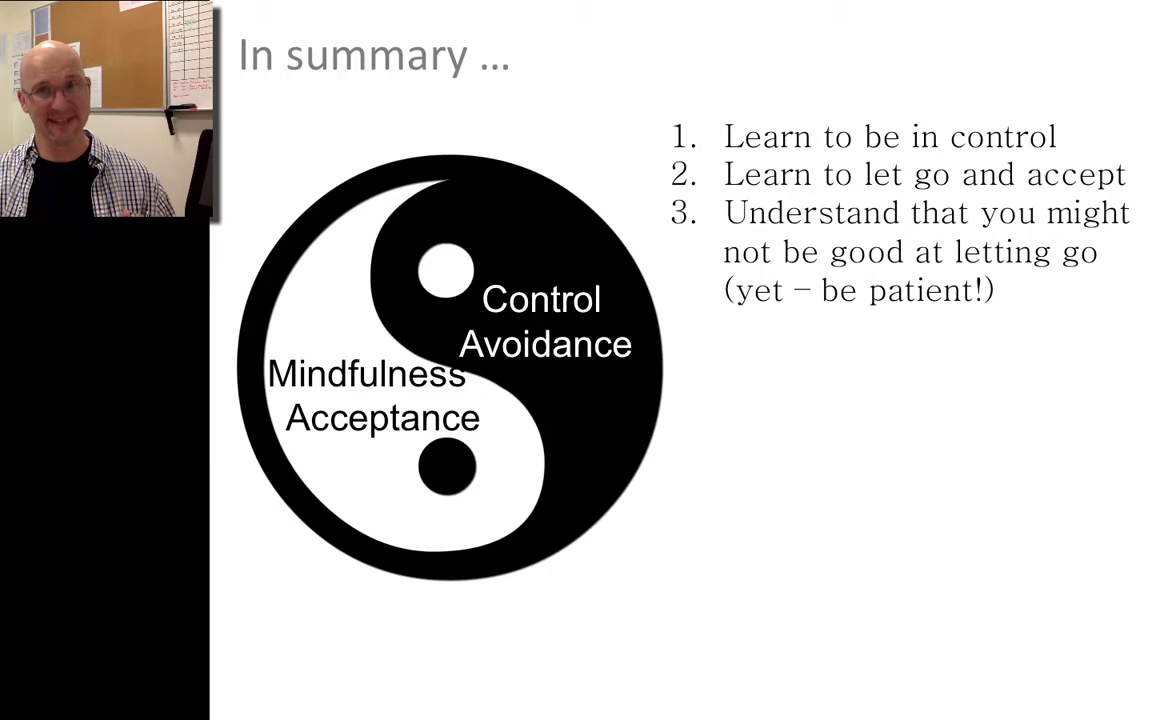 In summary ...
1. Learn to be in control
2. Learn to let go and accept
3. Understand that you might
not be good at letting go
(yet – be patient!)
Control
Avoidance
Mindfulness
Acceptance